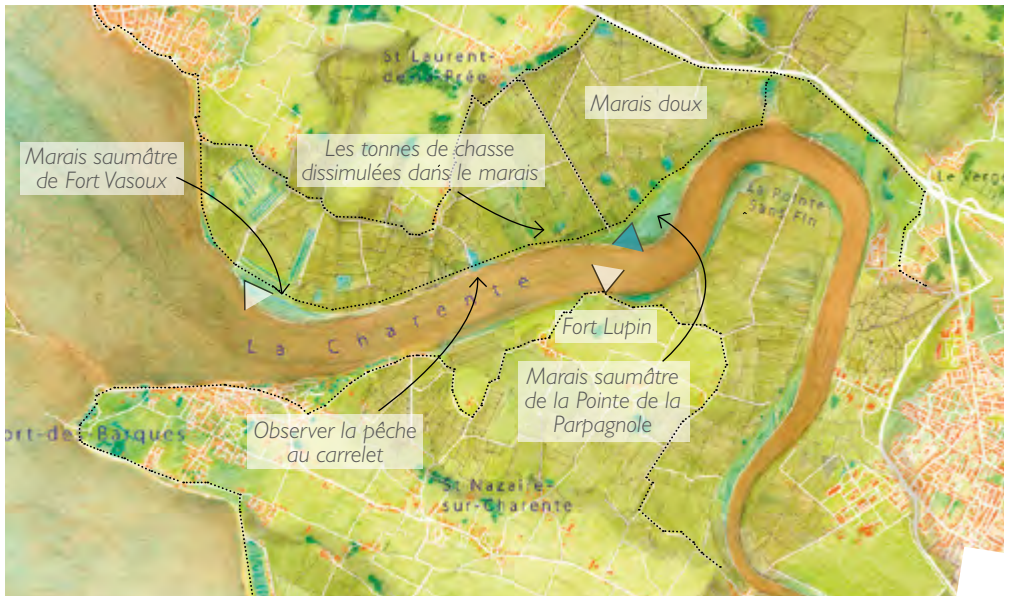 St Laurent-
de-la-Prée
Marais doux
Marais saumâtre
de Fort Vasoux
Les tonnes de chasse
dissimulées dans le marais
Le Verg
La Pointe
Sans Fin
La Charente
Fort Lupin
Marais saumâtre
de la Pointe de la
Parpagnole
Observer la pêche
au carrelet
ort-des-Barques
St Nazaire-
sur-Charente